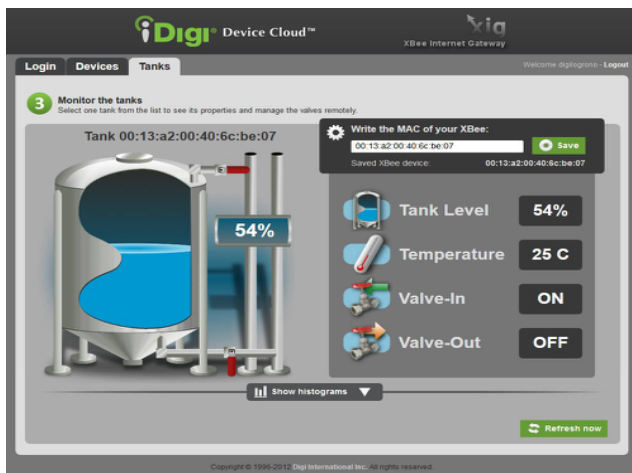 iDigi® Device Cloud™
xig
XBee Internet Gateway
Login Devices Tanks
Welcome digilogrono - Logout
3 Monitor the tanks
Select one tank from the list to see its properties and manage the valves remotely.
Tank 00:13:a2:00:40:6c:be:07
Write the MAC of your XBee:
00:13:a2:00:40:6c:be:07 Save
Saved XBee device: 00:13:a2:00:40:6c:be:07
54%
Tank Level 54%
Temperature 25 C
Valve-In ON
Valve-Out OFF
Show histograms
Refresh now
Copyright © 1996-2012 Digi International Inc. All rights reserved.